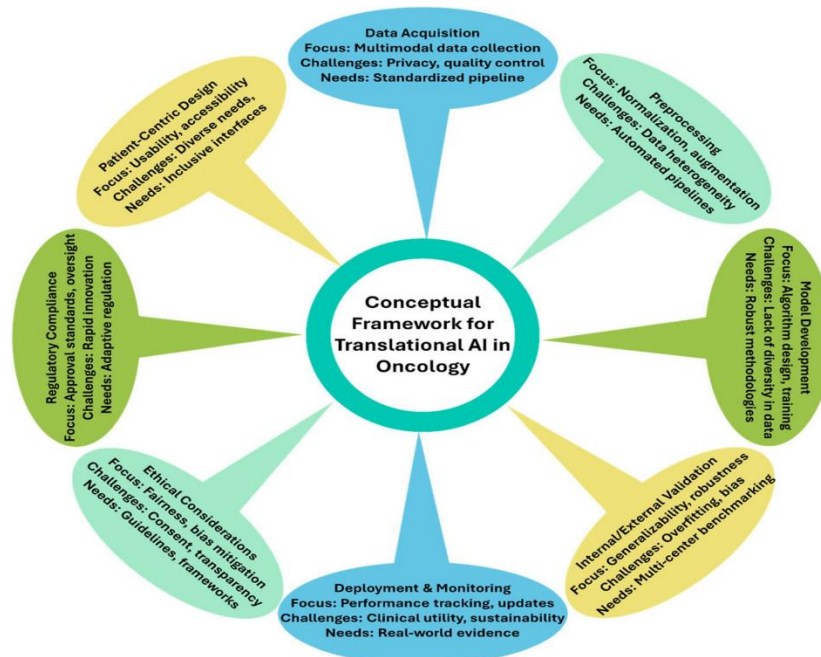 Data Acquisition
Focus: Multimodal data collection
Challenges: Privacy, quality control
Needs: Standardized pipeline
Preprocessing
Focus: Normalization, augmentation
Challenges: Data heterogeneity
Needs: Automated pipelines
Model Development
Focus: Algorithm design, training
Challenges: Lack of diversity in data
Needs: Robust methodologies
Internal/External Validation
Focus: Generalizability, robustness
Challenges: Overfitting, bias
Needs: Multi-center benchmarking
Deployment & Monitoring
Focus: Performance tracking, updates
Challenges: Clinical utility, sustainability
Needs: Real-world evidence
Ethical Considerations
Focus: Fairness, bias mitigation
Challenges: Consent, transparency
Needs: Guidelines, frameworks
Regulatory Compliance
Focus: Approval standards, oversight
Challenges: Rapid innovation
Needs: Adaptive regulation
Patient-Centric Design
Focus: Usability, accessibility
Challenges: Diverse needs,
Needs: Inclusive interfaces
Conceptual
Framework for
Translational AI in
Oncology